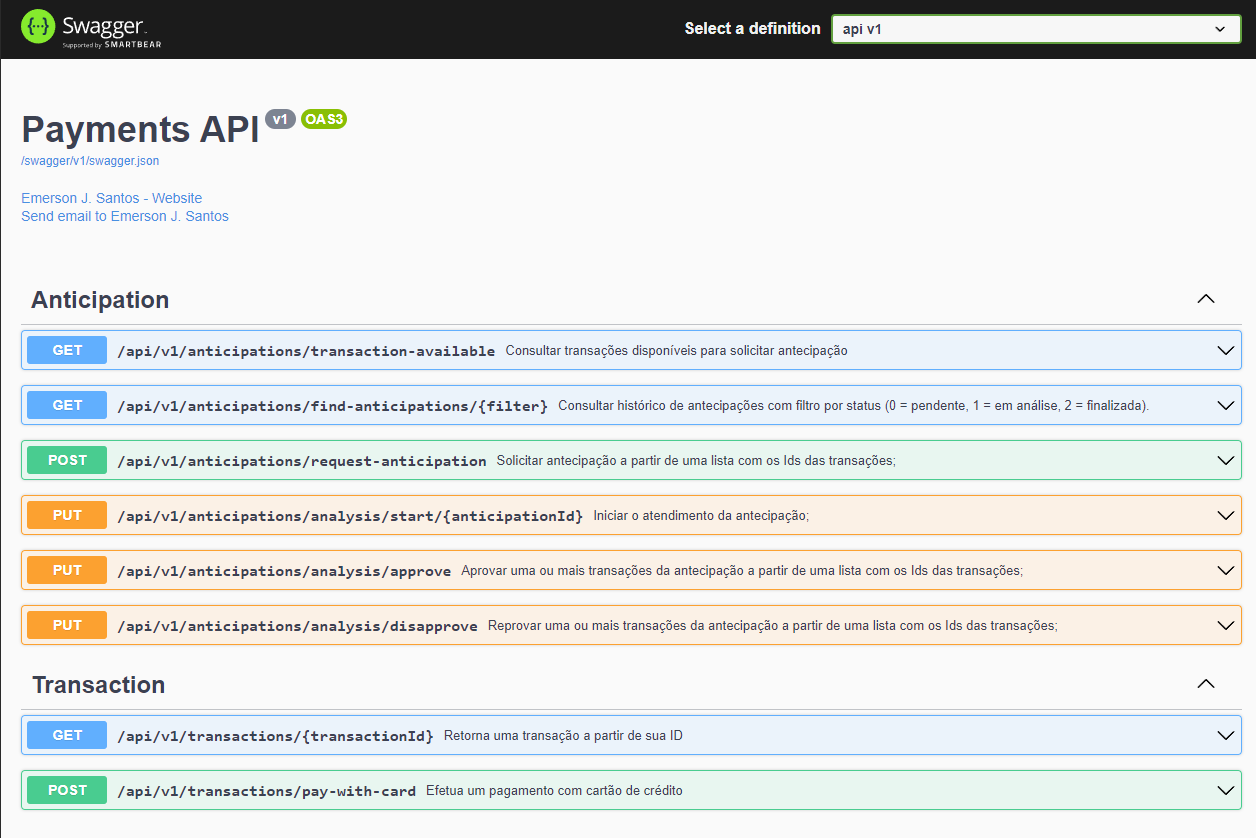 Swagger
Supported by SMARTBEAR
Select a definition
api v1
Payments API v1 OAS3
/swagger/v1/swagger.json
Emerson J. Santos - Website
Send email to Emerson J. Santos
Anticipation
GET /api/v1/anticipations/transaction-available Consultar transações disponíveis para solicitar antecipação
GET /api/v1/anticipations/find-anticipations/{filter} Consultar histórico de antecipações com filtro por status (0 = pendente, 1 = em análise, 2 = finalizada).
POST /api/v1/anticipations/request-anticipation Solicitar antecipação a partir de uma lista com os Ids das transações;
PUT /api/v1/anticipations/analysis/start/{anticipationId} Iniciar o atendimento da antecipação;
PUT /api/v1/anticipations/analysis/approve Aprovar uma ou mais transações da antecipação a partir de uma lista com os Ids das transações;
PUT /api/v1/anticipations/analysis/disapprove Reprovar uma ou mais transações da antecipação a partir de uma lista com os Ids das transações;
Transaction
GET /api/v1/transactions/{transactionId} Retorna uma transação a partir de sua ID
POST /api/v1/transactions/pay-with-card Efetua um pagamento com cartão de crédito